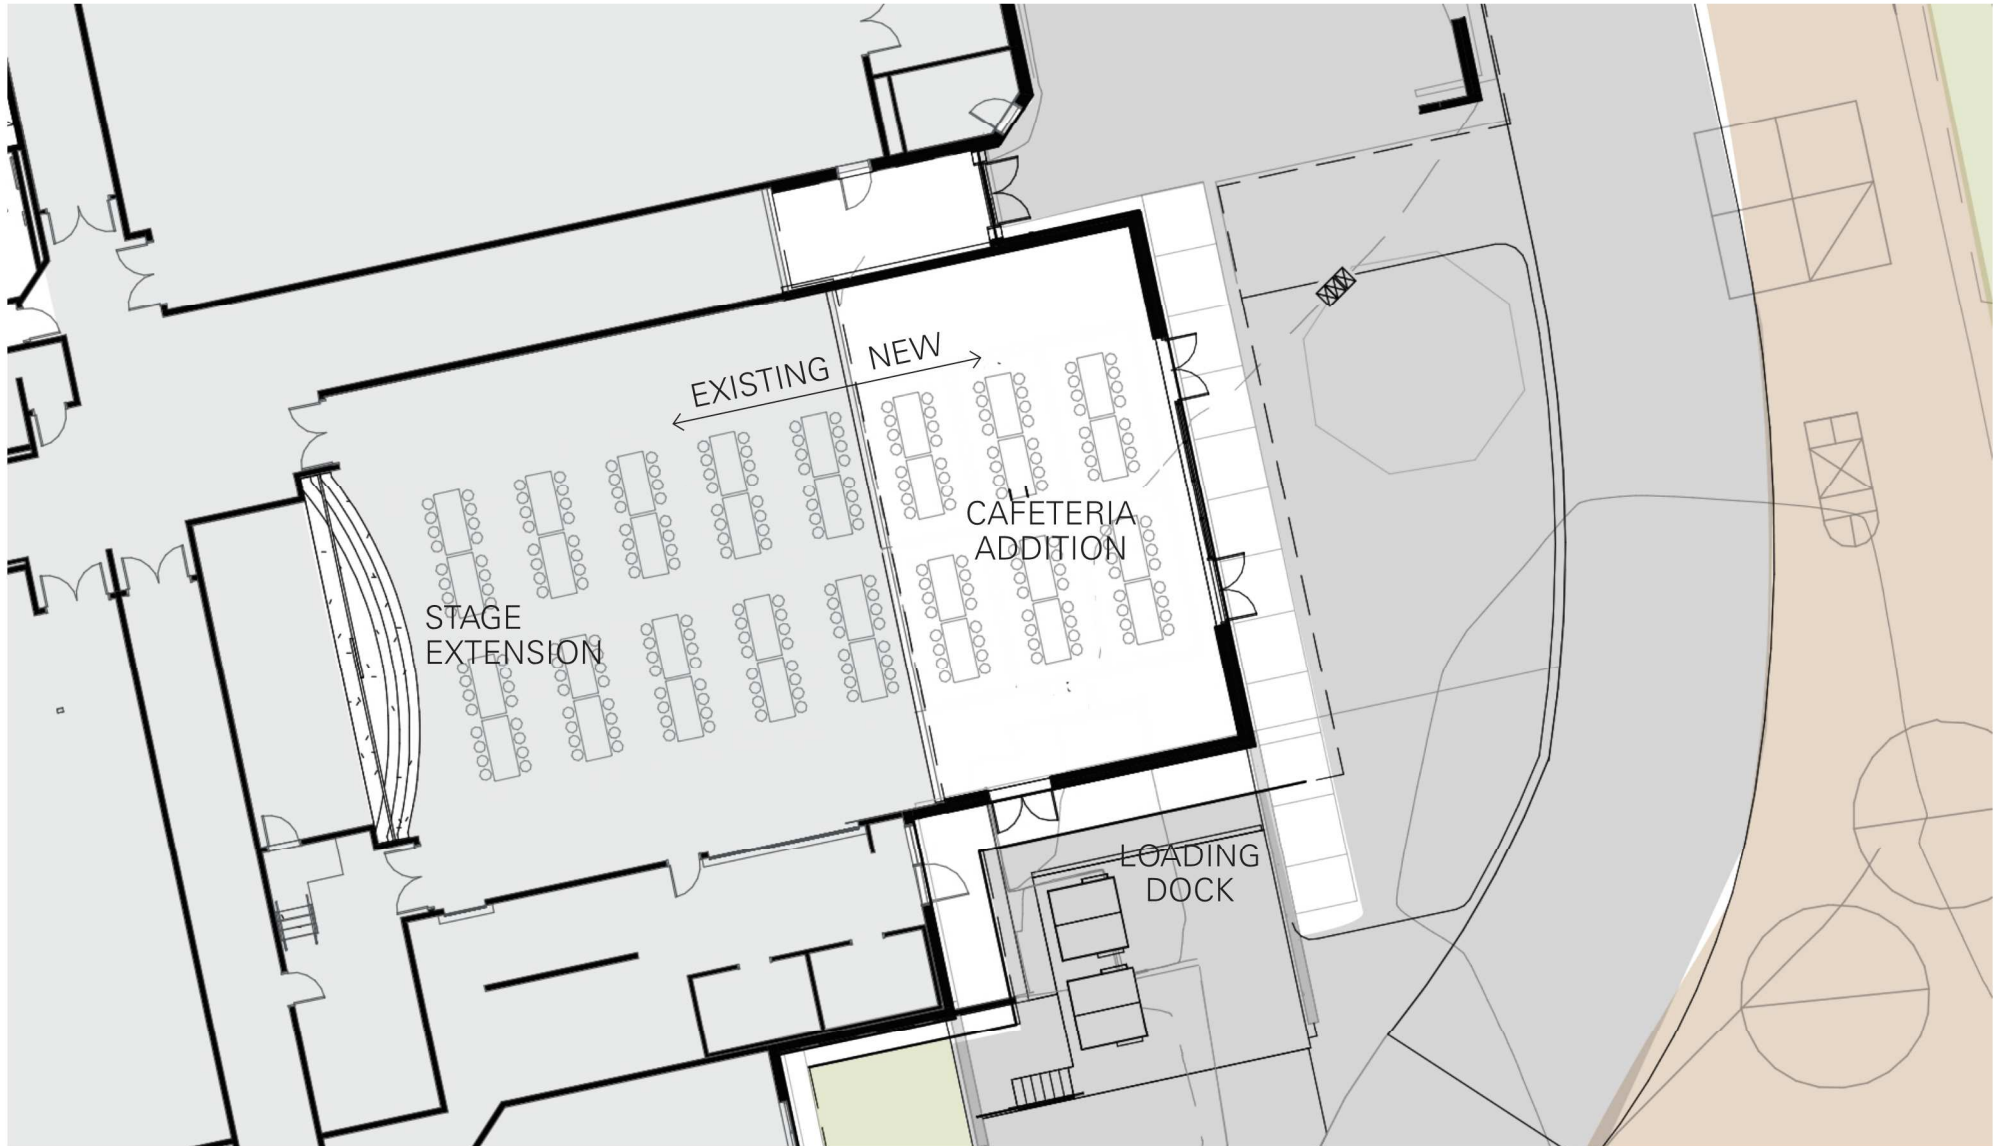 EXISTING NEW
CAFETERIA
ADDITION
STAGE
EXTENSION
LOADING
DOCK